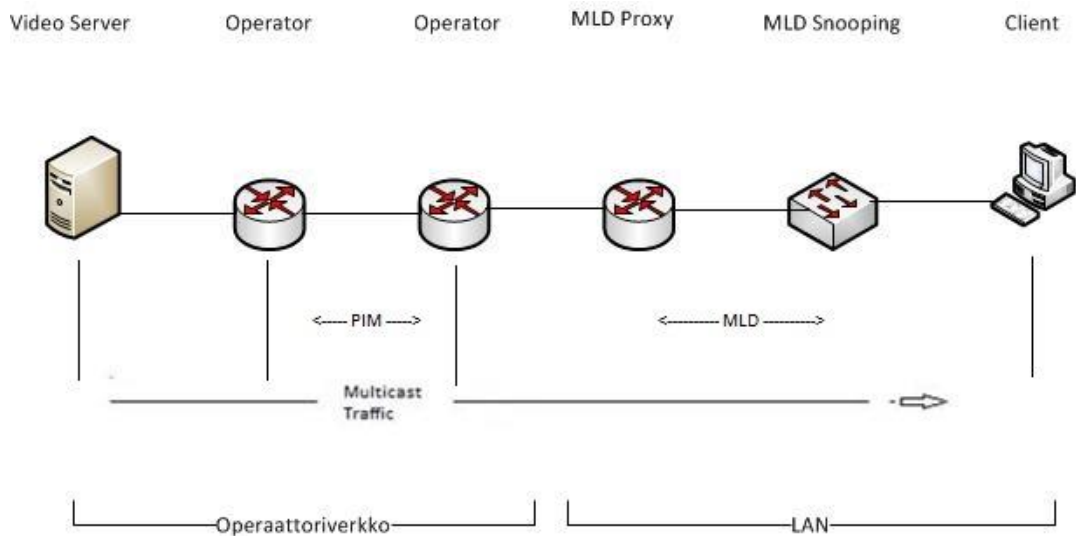 Video Server
Operator
Operator
MLD Proxy
MLD Snooping
Client
<----- PIM ----->
<---------- MLD ---------->
Multicast
Traffic
Operaattoriverkko
LAN